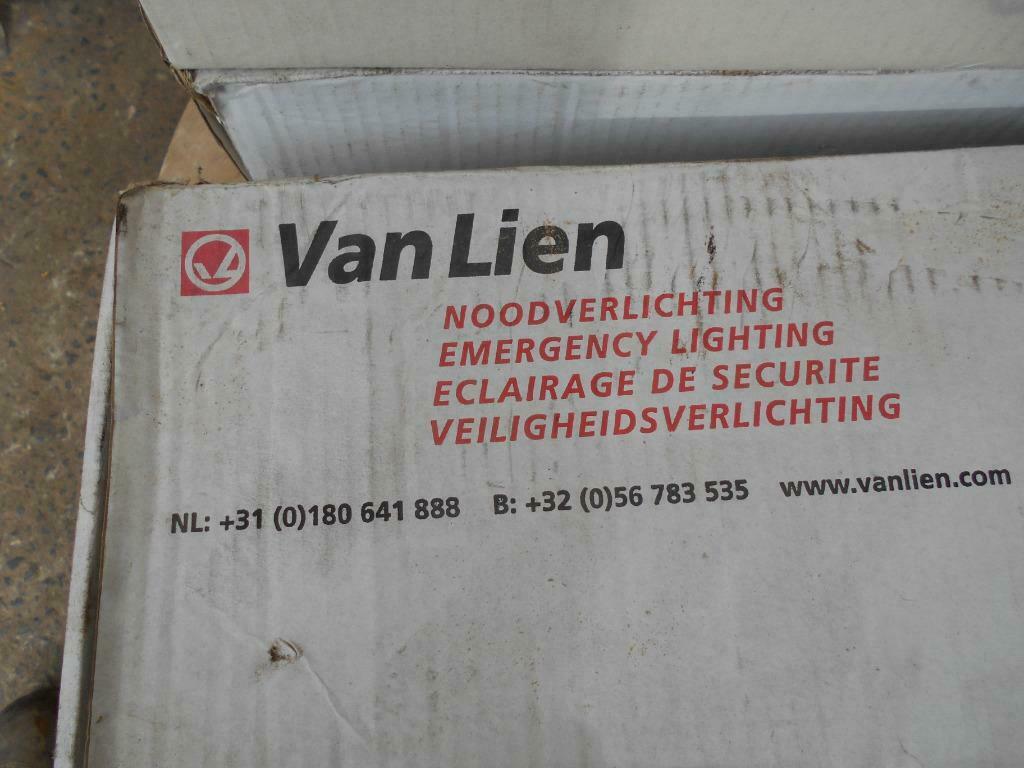 Van Lien
NOODVERLICHTING
EMERGENCY LIGHTING
ECLAIRAGE DE SECURITE
VEILIGHEIDSVERLICHTING
NL: +31 (0)180 641 888 B: +32 (0)56 783 535 www.vanlien.com